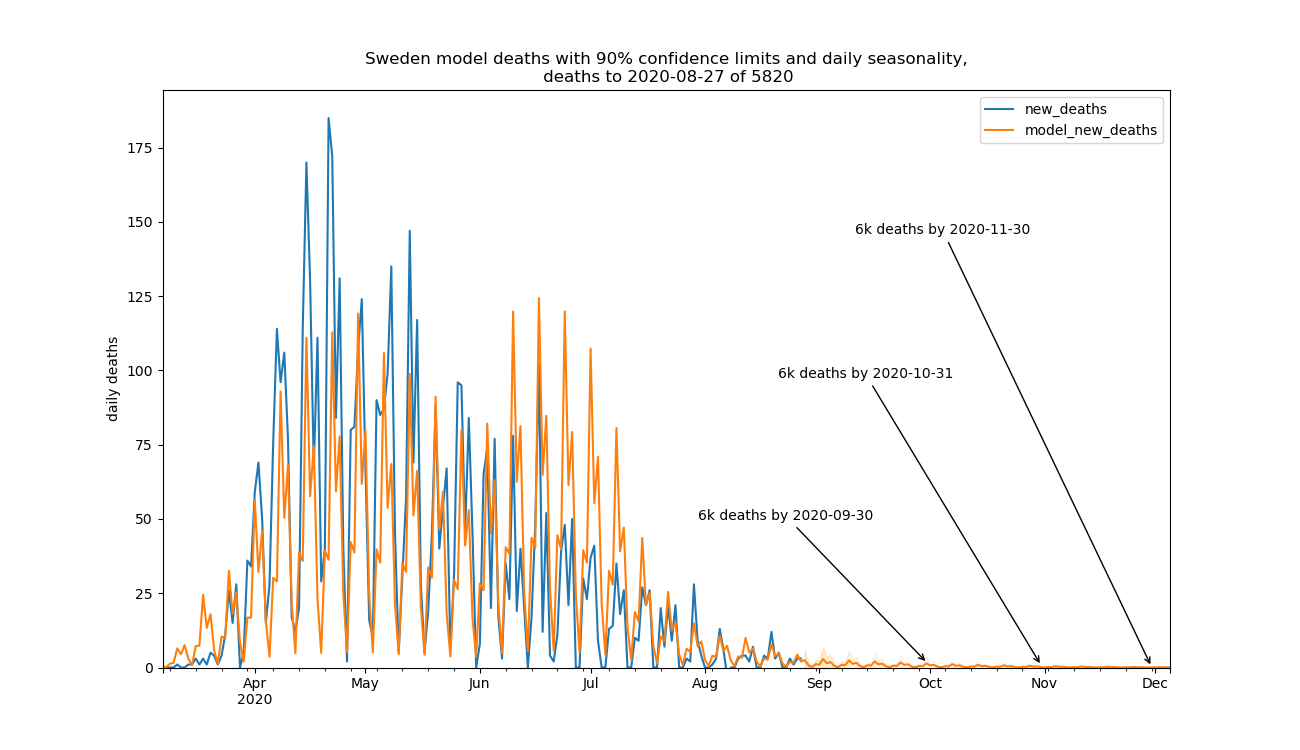 Sweden model deaths with 90% confidence limits and daily seasonality,
deaths to 2020-08-27 of 5820
new_deaths
model_new_deaths
175
150
125
100
75
50
25
0
daily deaths
6k deaths by 2020-11-30
6k deaths by 2020-10-31
6k deaths by 2020-09-30
Apr
2020
May
Jun
Jul
Aug
Sep
Oct
Nov
Dec